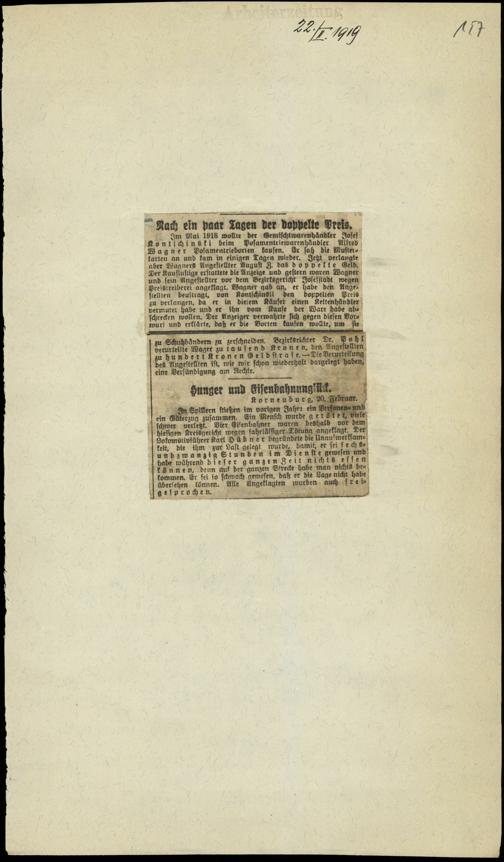 Arbeiterzeitung
22./II. 1919
157
Nach ein paar Tagen der doppelte Preis.
Im Mai 1918 wollte der Gemischtwarenhändler Josef
Kontschinski beim Posamentriewarenhändler Alfred
Wagner Posamentrieborten kaufen. Er sah die Muster-
karten an und kam in einigen Tagen wieder. Jetzt verlangte
aber Wagners Angestellter August Z. das doppelte Geld.
Der Kauflustige erstattete die Anzeige und gestern waren Wagner
und sein Angestellter vor dem Bezirksgericht Josefstadt wegen
Preistreiberei angeklagt. Wagner gab an, er habe den Ange-
stellten beauftragt, von Kontschinski den doppelten Preis
zu verlangen, da er in diesem Käufer einen Kettenhändler
vermutet habe und er ihn vom Kaufe der Ware habe ab-
schrecken wollen. Der Anzeiger verwahrte sich gegen diesen Vor-
wurf und erklärte, daß er die Borten kaufen wollte, um sie
zu Schuhbändern zu zerschneiden. Bezirksrichter Dr. Pohl
verurteilte Wager zu tausend Kronen, den Angestellten
zu hundert Kronen Geldstrafe. — Die Verurteilung
des Angestellten ist, wie wir schon wiederholt dargelegt haben,
eine Versündigung am Rechte.
Hunger und Eisenbahnunglück.
Korneuburg, 20. Februar.
In Spillern stießen im vorigen Jahre ein Personen- und
ein Güterzug zusammen. Ein Mensch wurde getötet, viele
schwer verletzt. Vier Eisenbahner waren deshalb vor dem
hiesigen Kreisgericht wegen fahrlässiger Tötung angeklagt. Der
Lokomotivführer Karl Hübner begründete die Unaufmerksam-
keit, die ihm zur Last gelegt wurde, damit, er sei sechs-
undzwanzig Stunden im Dienste gewesen und
habe während dieser ganzen Zeit nichts essen
können, denn auf der ganzen Strecke habe man nichts be-
kommen. Er sei so schwach gewesen, daß er die Lage nicht habe
übersehen können. Alle Angeklagten wurden auch frei-
gesprochen.